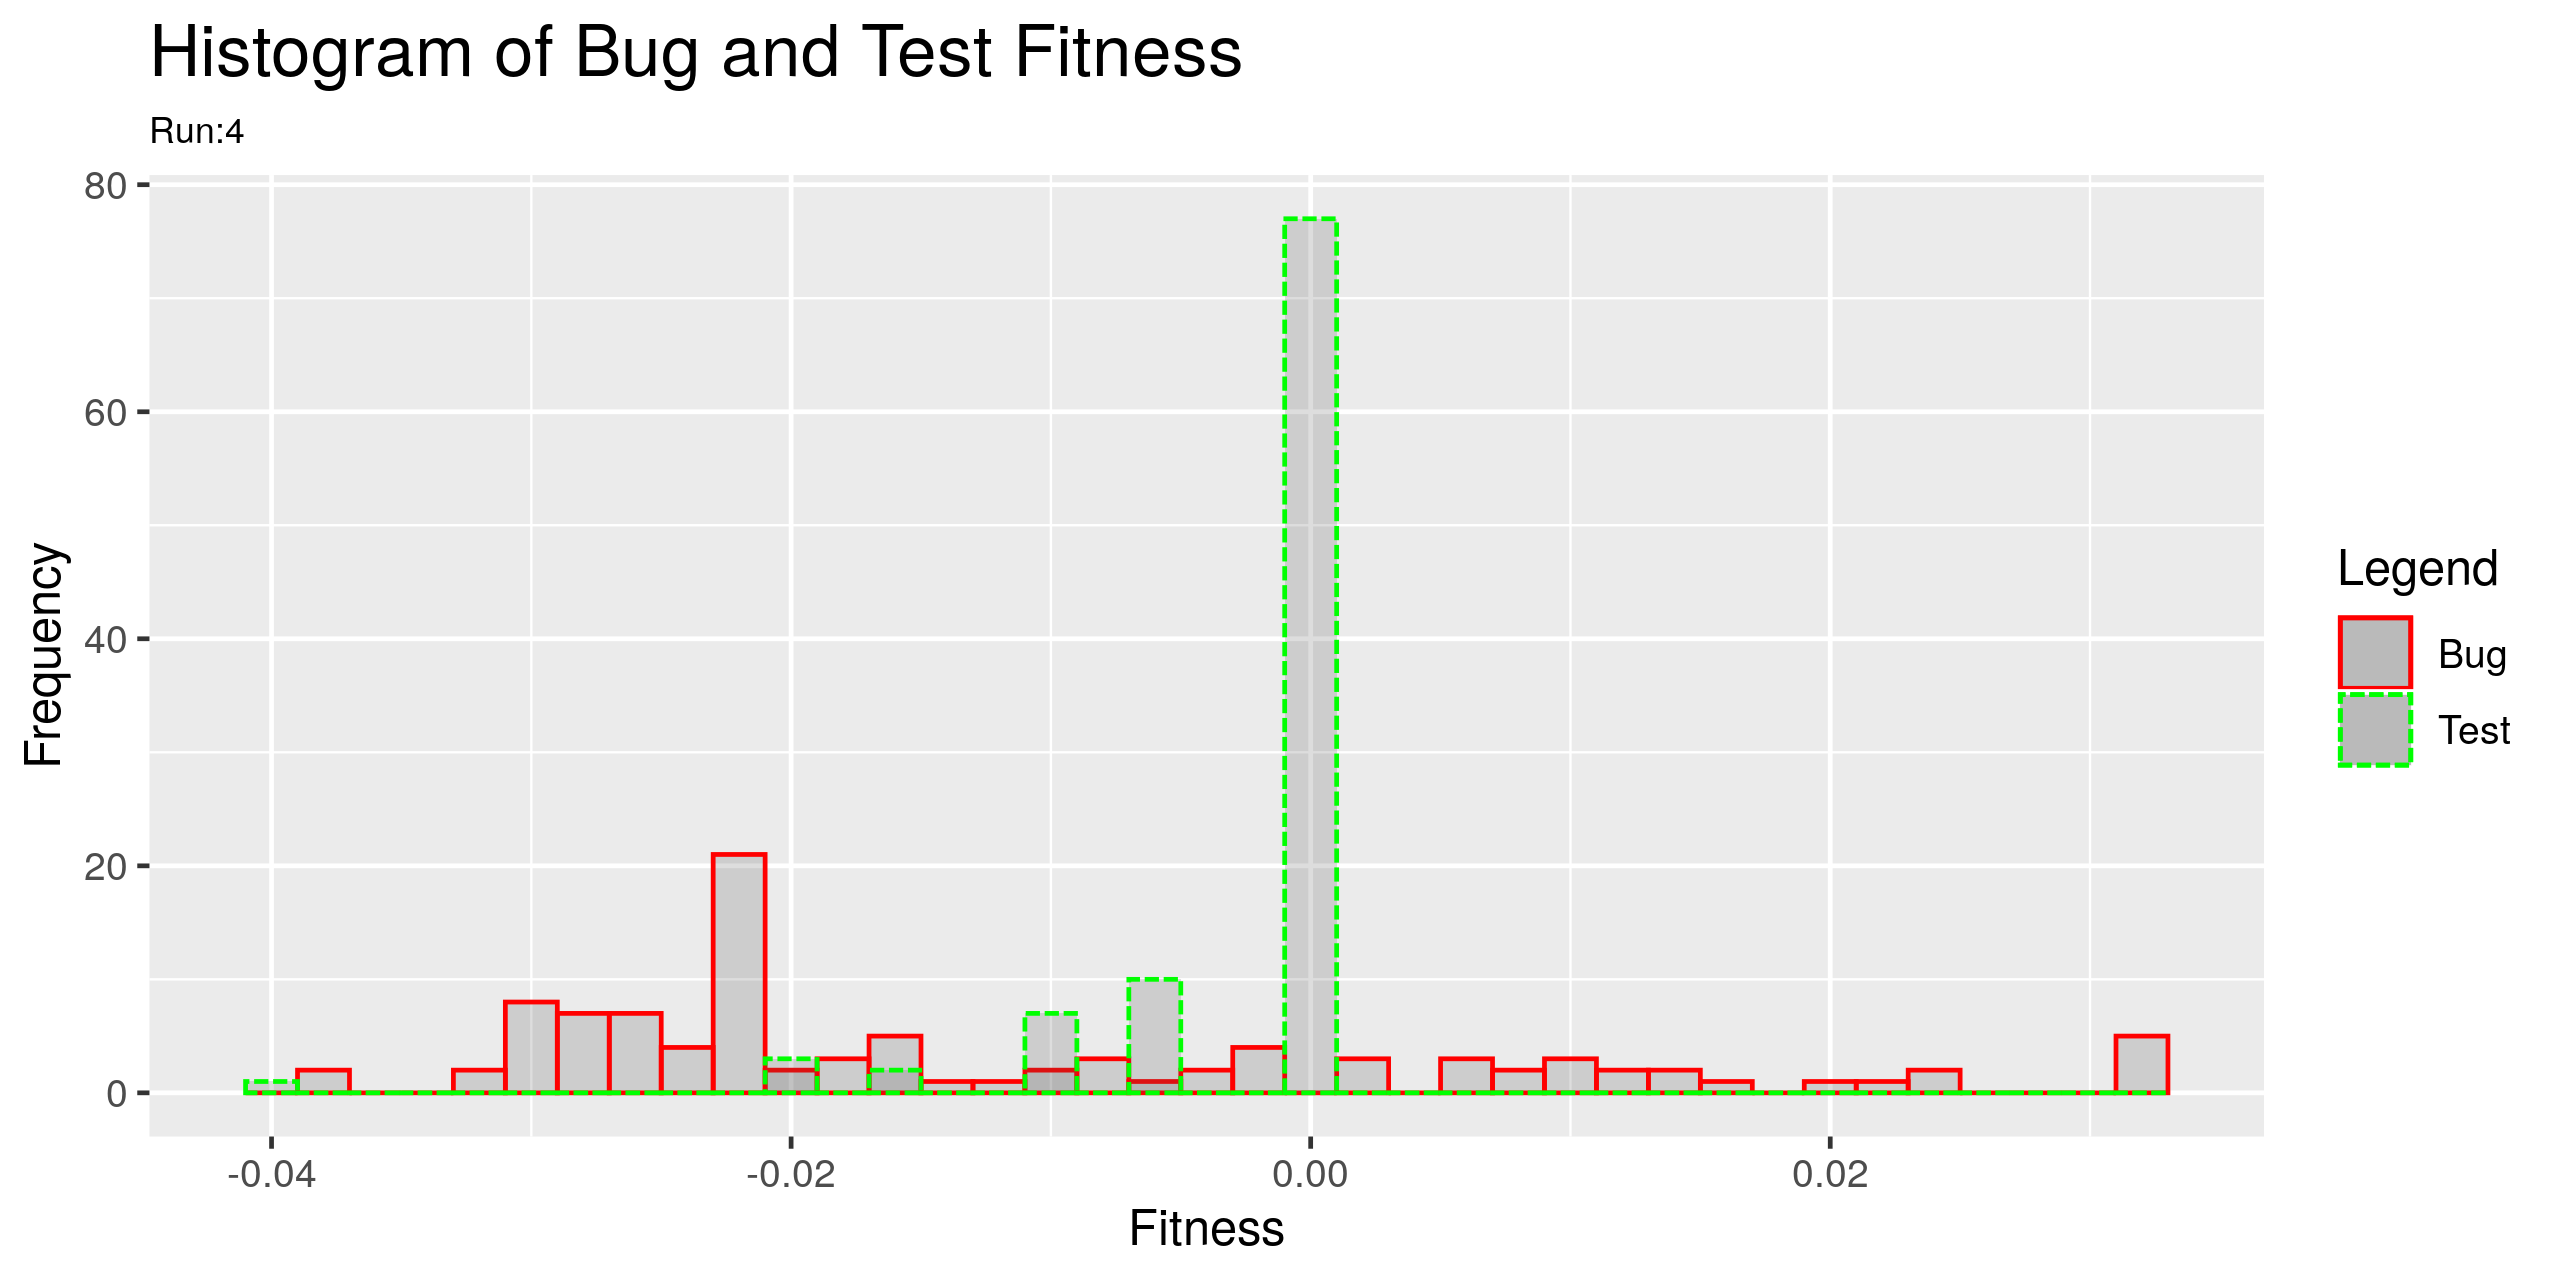 Histogram of Bug and Test Fitness
Run:4
80
60
40
20
0
Frequency
-0.04
-0.02
0.00
0.02
Fitness
Legend
Bug
Test